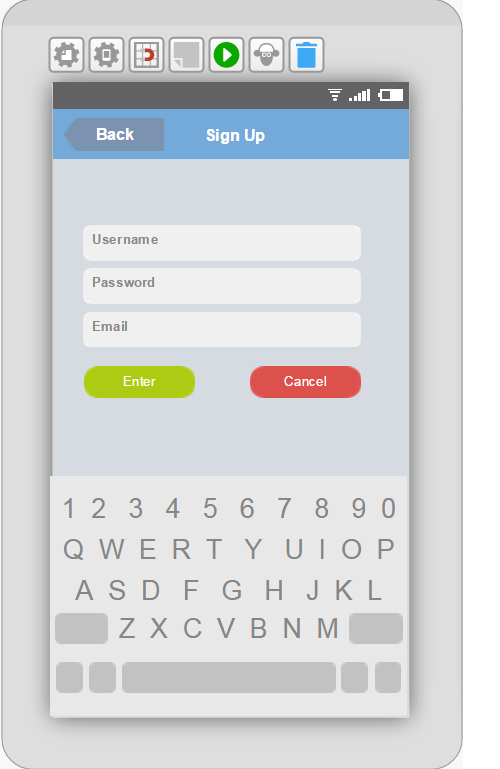 Back Sign Up
Username
Password
Email
Enter Cancel
1 2 3 4 5 6 7 8 9 0
Q W E R T Y U I O P
A S D F G H J K L
Z X C V B N M